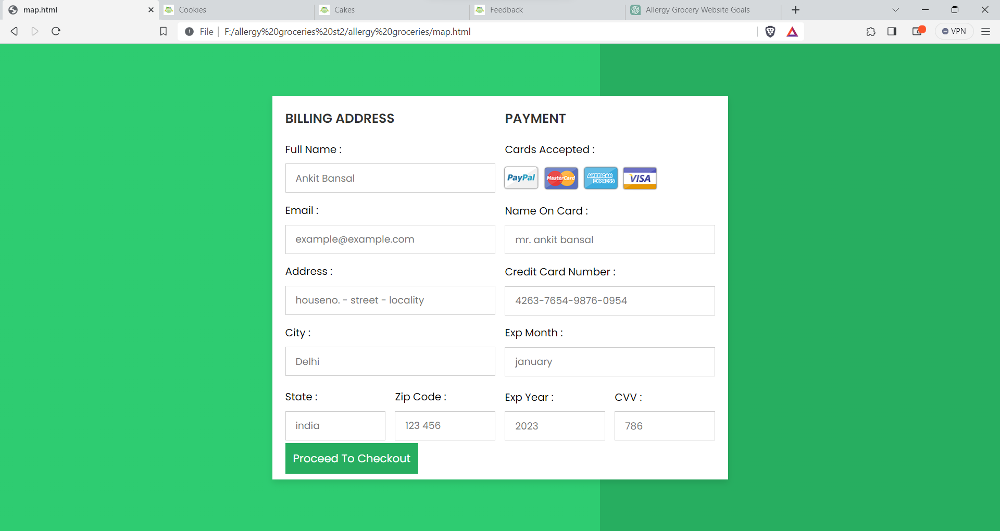 map.html
Cookies
Cakes
Feedback
Allergy Grocery Website Goals
File | F:/allergy%20groceries%20st2/allergy%20groceries/map.html
VPN
BILLING ADDRESS
Full Name :
Ankit Bansal
Email :
example@example.com
Address :
houseno. - street - locality
City :
Delhi
State :
Zip Code :
india
123 456
PAYMENT
Cards Accepted :
PayPal
MasterCard
AMERICAN
EXPRESS
VISA
Name On Card :
mr. ankit bansal
Credit Card Number :
4263-7654-9876-0954
Exp Month :
january
Exp Year :
CVV :
2023
786
Proceed To Checkout